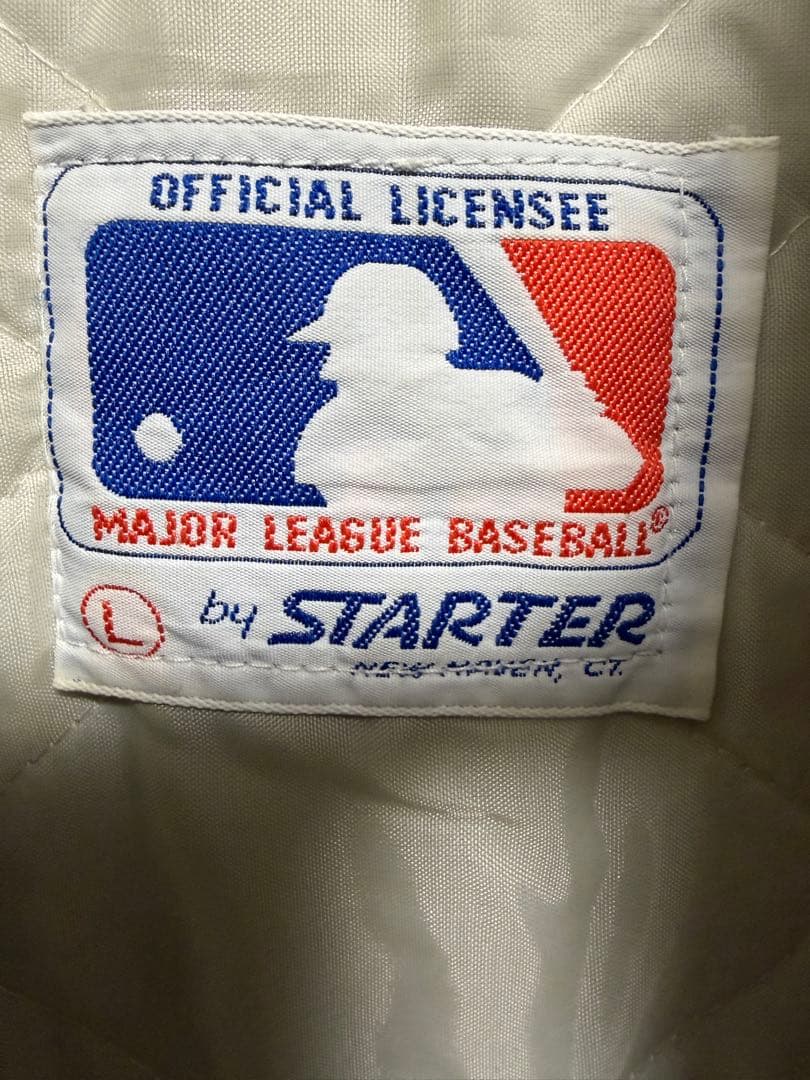 OFFICIAL LICENSEE
MAJOR LEAGUE BASEBALL®
L by STARTER
NEW HAVEN, CT.